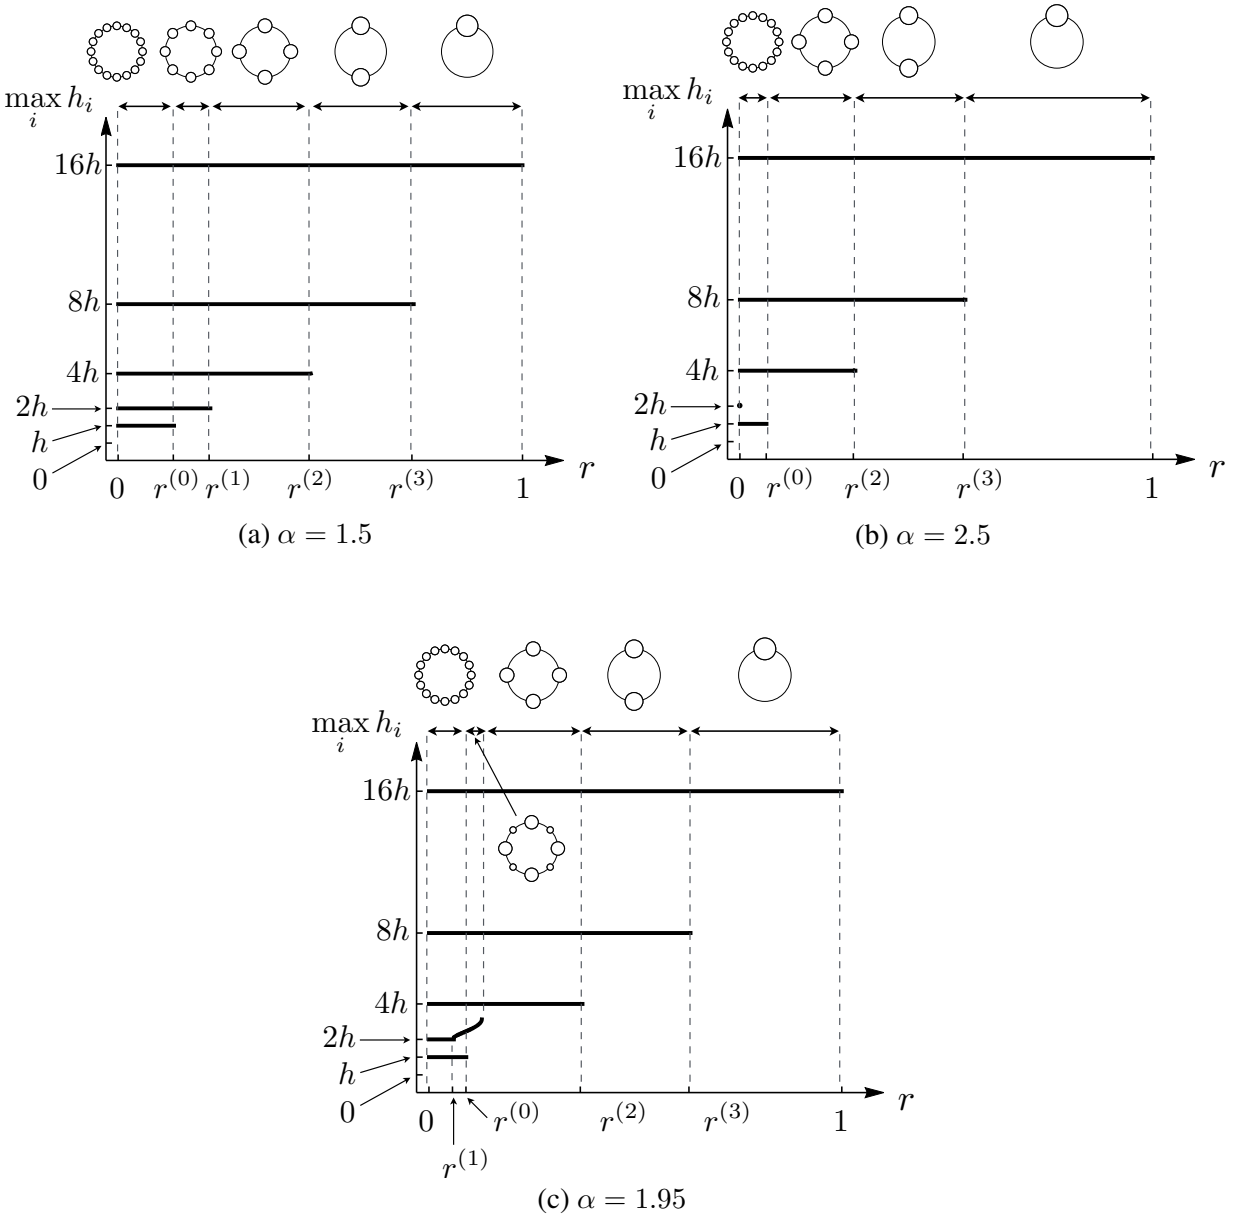 max h_i
i
16h
8h
4h
2h
h
0
0 r^(0) r^(1) r^(2) r^(3) 1 r
(a) α = 1.5
max h_i
i
16h
8h
4h
2h
h
0
0 r^(0) r^(2) r^(3) 1 r
(b) α = 2.5
max h_i
i
16h
8h
4h
2h
h
0
0 r^(0) r^(2) r^(3) 1 r
r^(1)
(c) α = 1.95